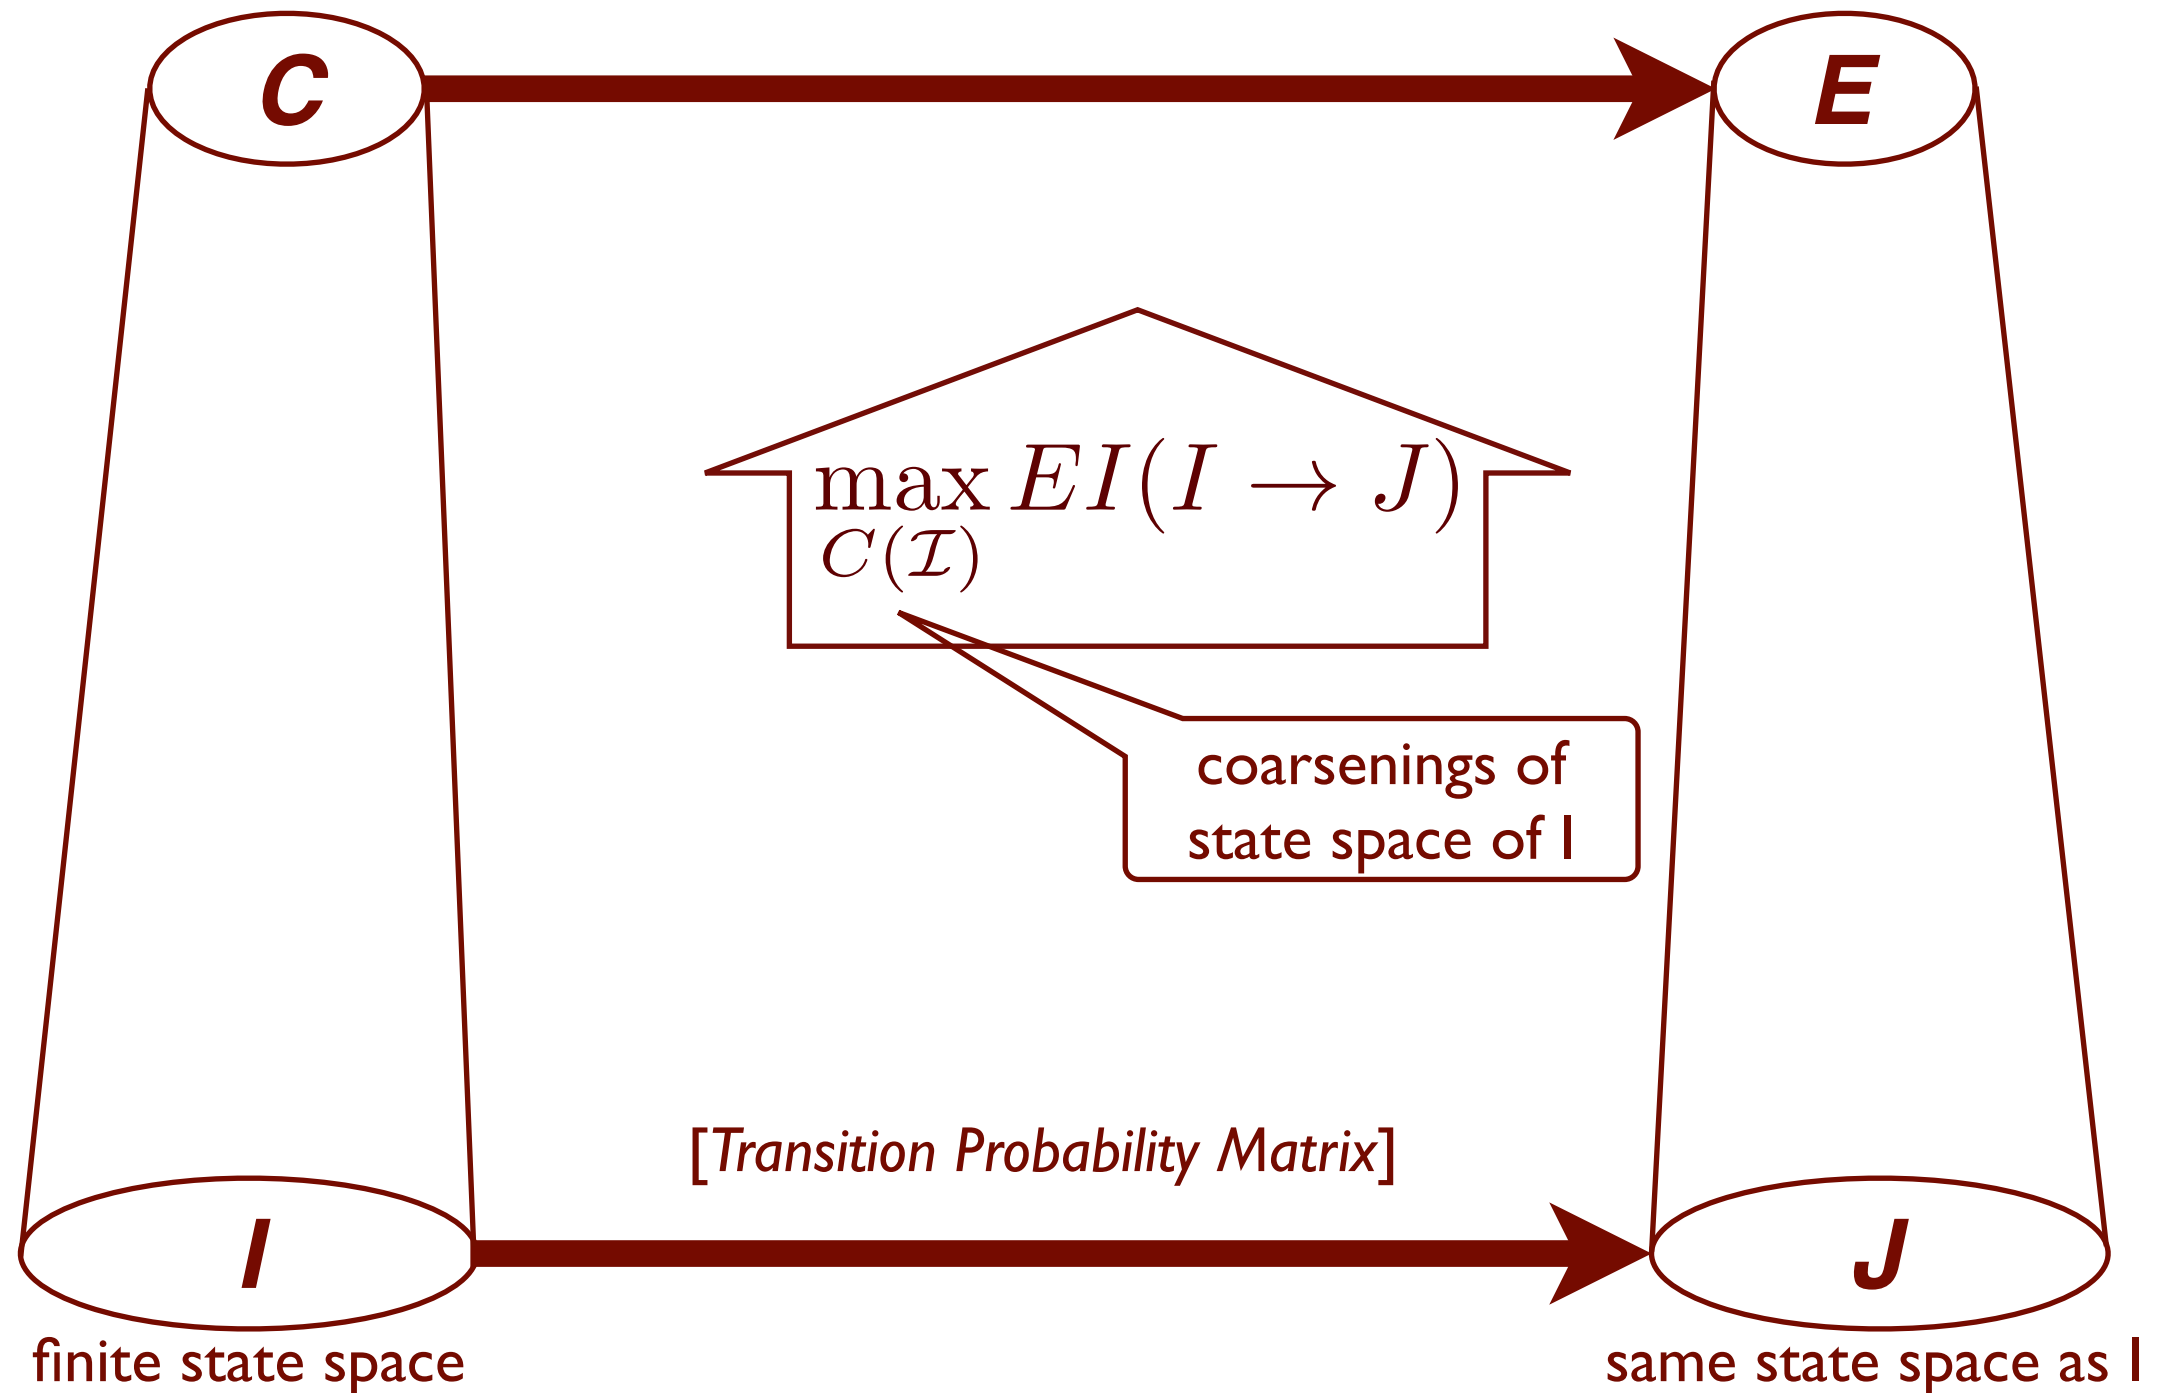 C
E
max EI(I → J)
C(ℐ)
coarsenings of
state space of I
[Transition Probability Matrix]
I
J
finite state space
same state space as I